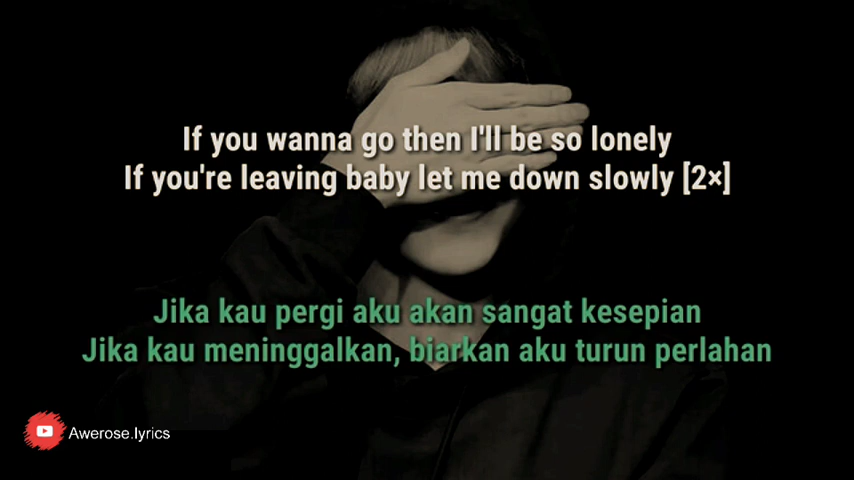 If you wanna go then I'll be so lonely
If you're leaving baby let me down slowly [2×]
Jika kau pergi aku akan sangat kesepian
Jika kau meninggalkan, biarkan aku turun perlahan
Awerose.lyrics